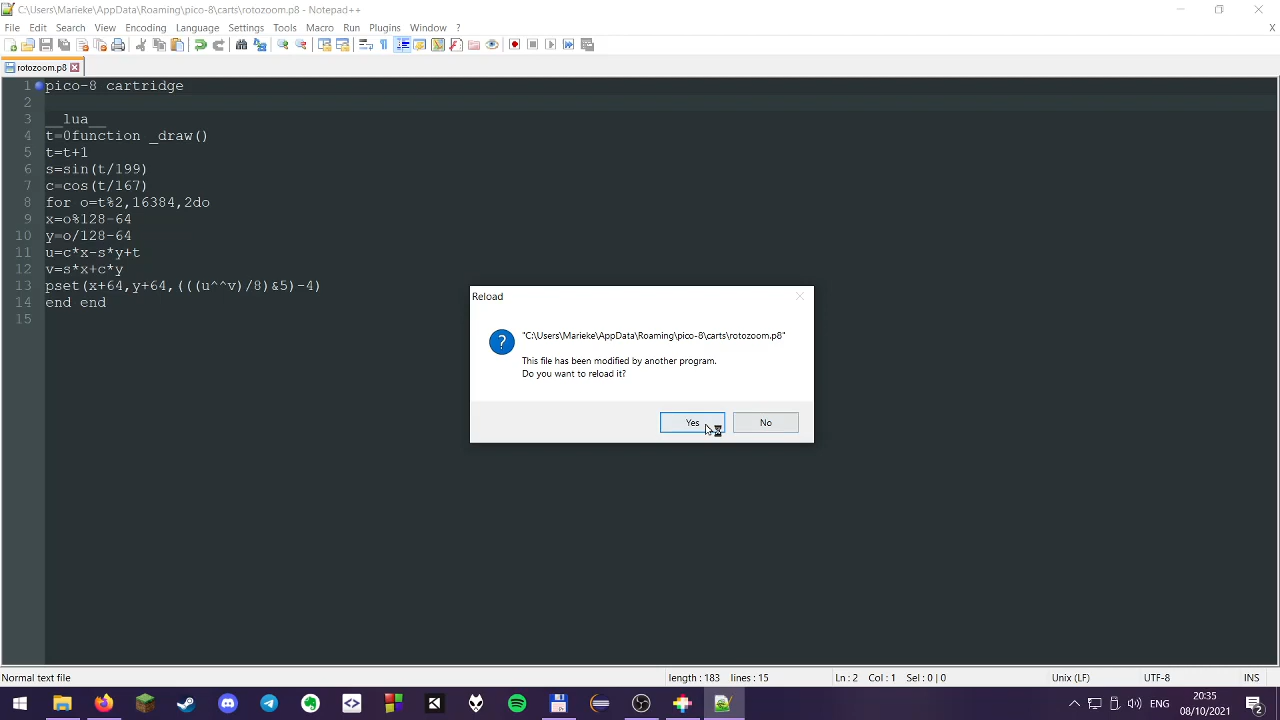 C:\Users\Marieke\AppData\Roaming\pico-8\carts\rotozoom.p8 - Notepad++
File Edit Search View Encoding Language Settings Tools Macro Run Plugins Window ? X
rotozoom.p8
1 pico-8 cartridge
2
3 __lua__
4 t=0function _draw()
5 t=t+1
6 s=sin(t/199)
7 c=cos(t/167)
8 for o=t%2,16384,2do
9 x=o%128-64
10 y=o/128-64
11 u=c*x-s*y+t
12 v=s*x+c*y
13 pset(x+64,y+64,(((u^^v)/8)&5)-4)
14 end end
15
Reload
"C:\Users\Marieke\AppData\Roaming\pico-8\carts\rotozoom.p8"
This file has been modified by another program.
Do you want to reload it?
Yes No
Normal text file length : 183 lines : 15 Ln : 2 Col : 1 Sel : 0 | 0 Unix (LF) UTF-8 INS
ENG 20:35
08/10/2021 2